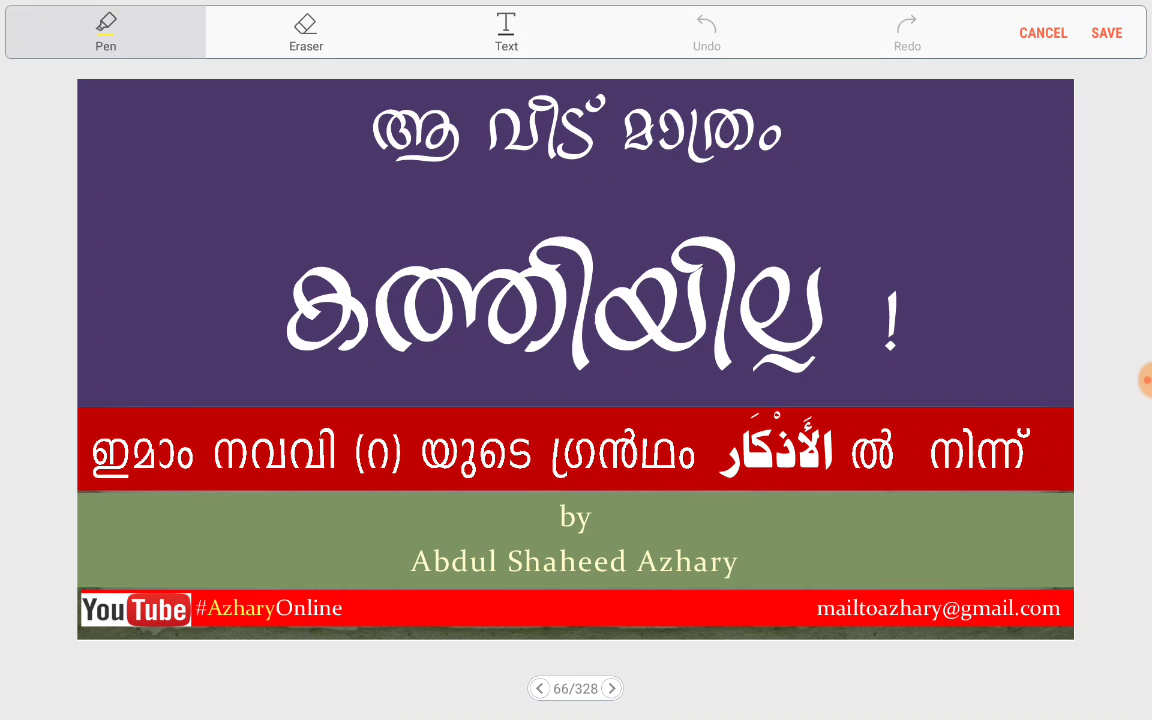 Pen Eraser Text Undo Redo CANCEL SAVE
ആ വീട് മാത്രം
കത്തിയില്ല !
ഇമാം നവവി (റ) യുടെ ഗ്രൻഥം الأَذْكَار ൽ നിന്ന്
by
Abdul Shaheed Azhary
YouTube #AzharyOnline mailtoazhary@gmail.com
66/328